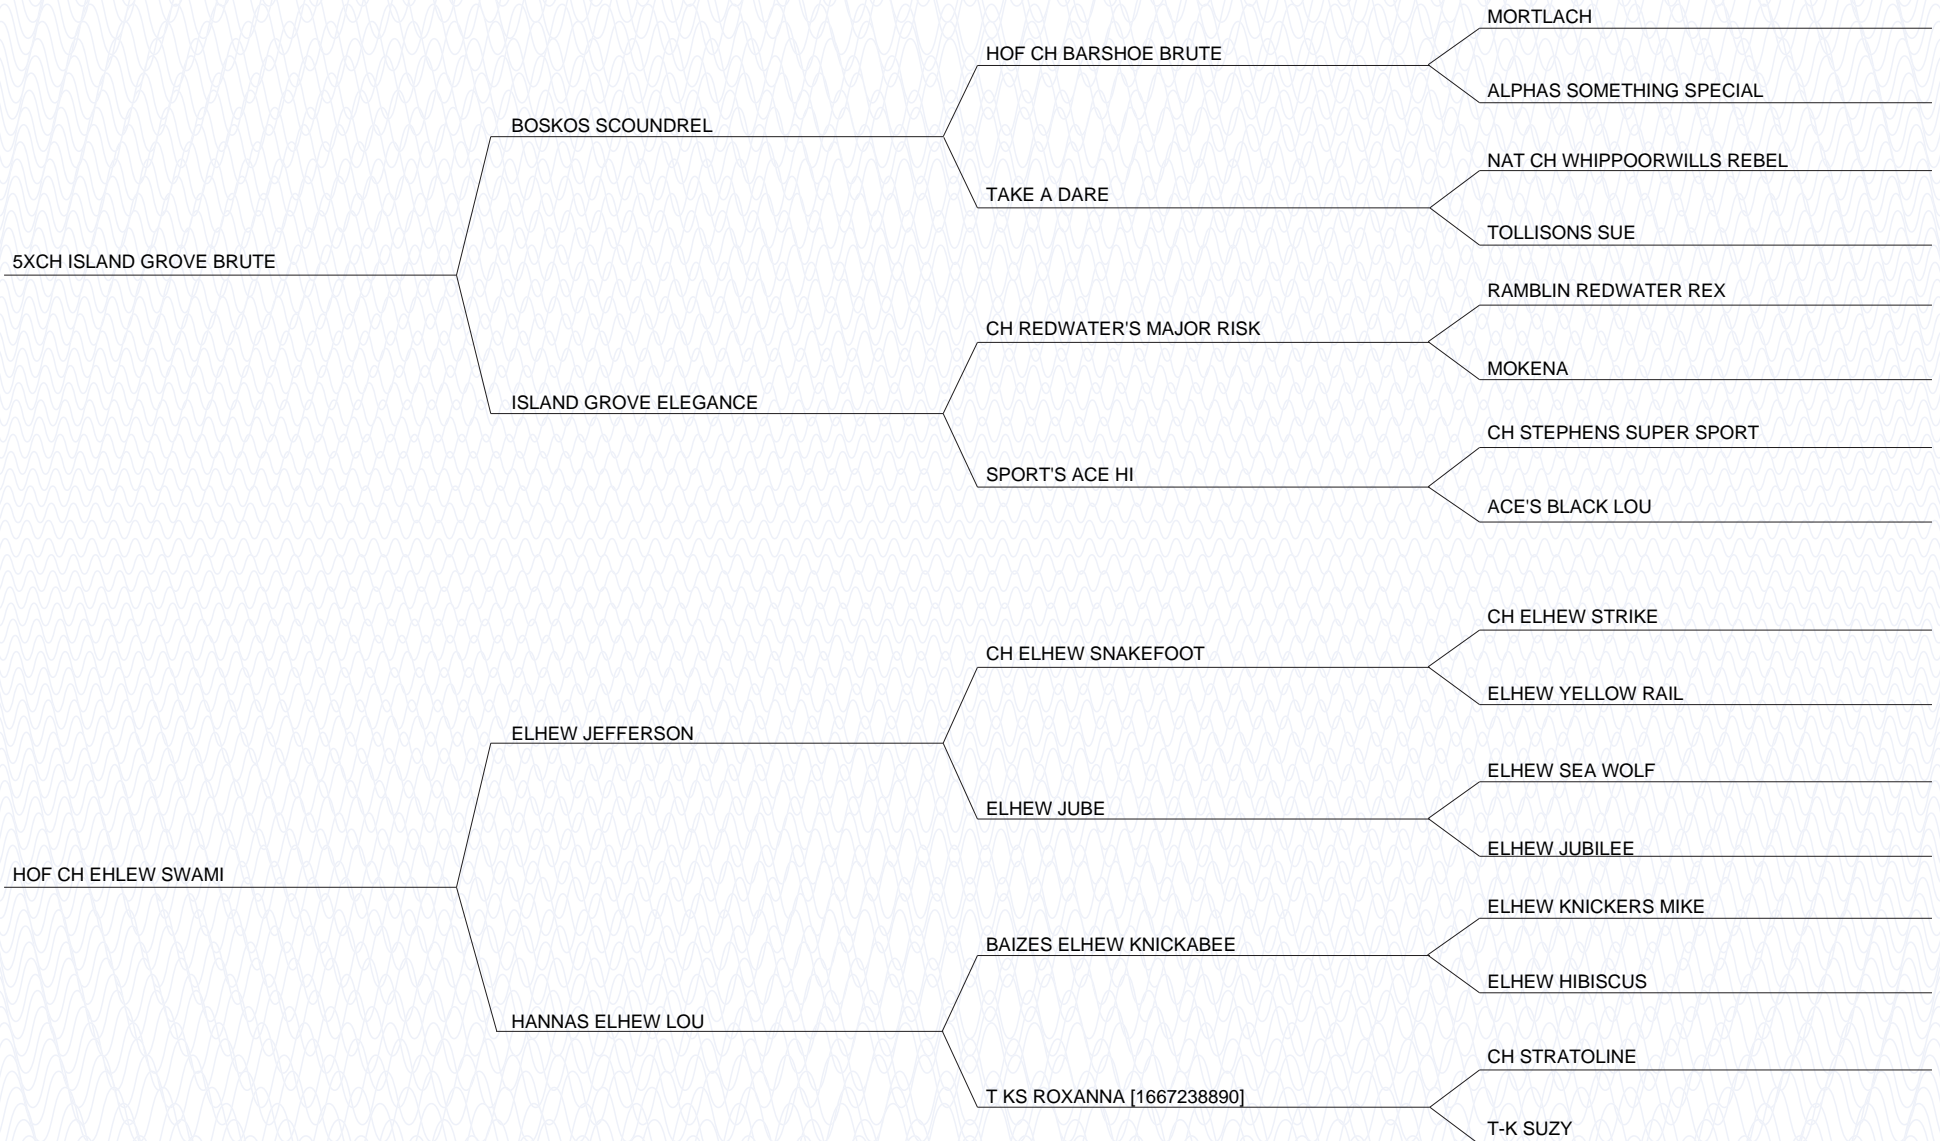 MORTLACH
HOF CH BARSHOE BRUTE
ALPHAS SOMETHING SPECIAL
BOSKOS SCOUNDREL
NAT CH WHIPPOORWILLS REBEL
TAKE A DARE
TOLLISONS SUE
5XCH ISLAND GROVE BRUTE
RAMBLIN REDWATER REX
CH REDWATER'S MAJOR RISK
MOKENA
ISLAND GROVE ELEGANCE
CH STEPHENS SUPER SPORT
SPORT'S ACE HI
ACE'S BLACK LOU
CH ELHEW STRIKE
CH ELHEW SNAKEFOOT
ELHEW YELLOW RAIL
ELHEW JEFFERSON
ELHEW SEA WOLF
ELHEW JUBE
ELHEW JUBILEE
HOF CH EHLEW SWAMI
ELHEW KNICKERS MIKE
BAIZES ELHEW KNICKABEE
ELHEW HIBISCUS
HANNAS ELHEW LOU
CH STRATOLINE
T KS ROXANNA [1667238890]
T-K SUZY